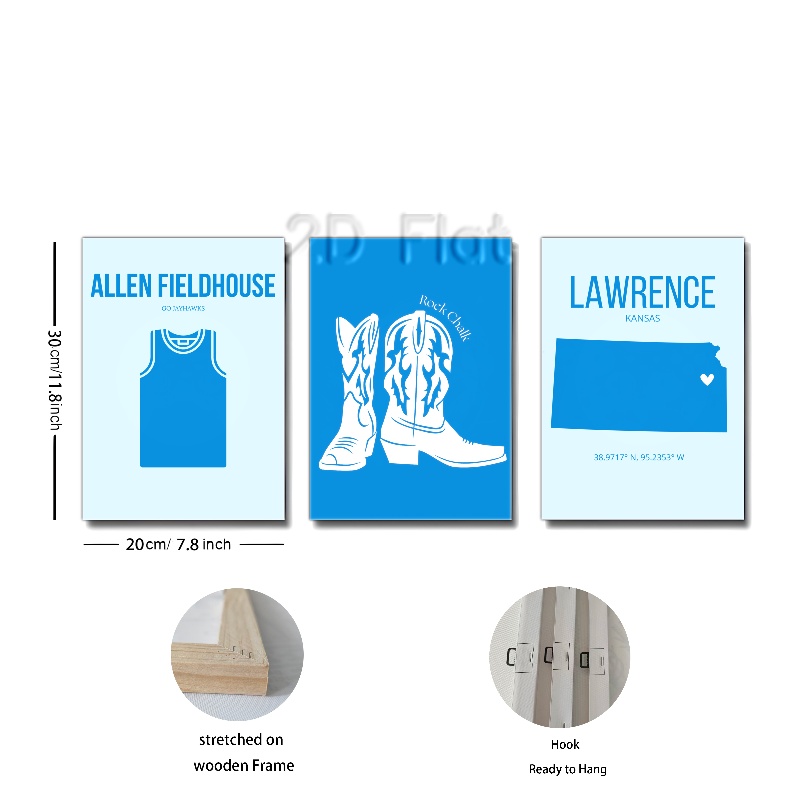 2D Flat
ALLEN FIELDHOUSE
GO JAYHAWKS
Rock Chalk
LAWRENCE
KANSAS
38.9717° N, 95.2353° W
30cm/11.8inch
20cm/ 7.8 inch
stretched on
wooden Frame
Hook
Ready to Hang